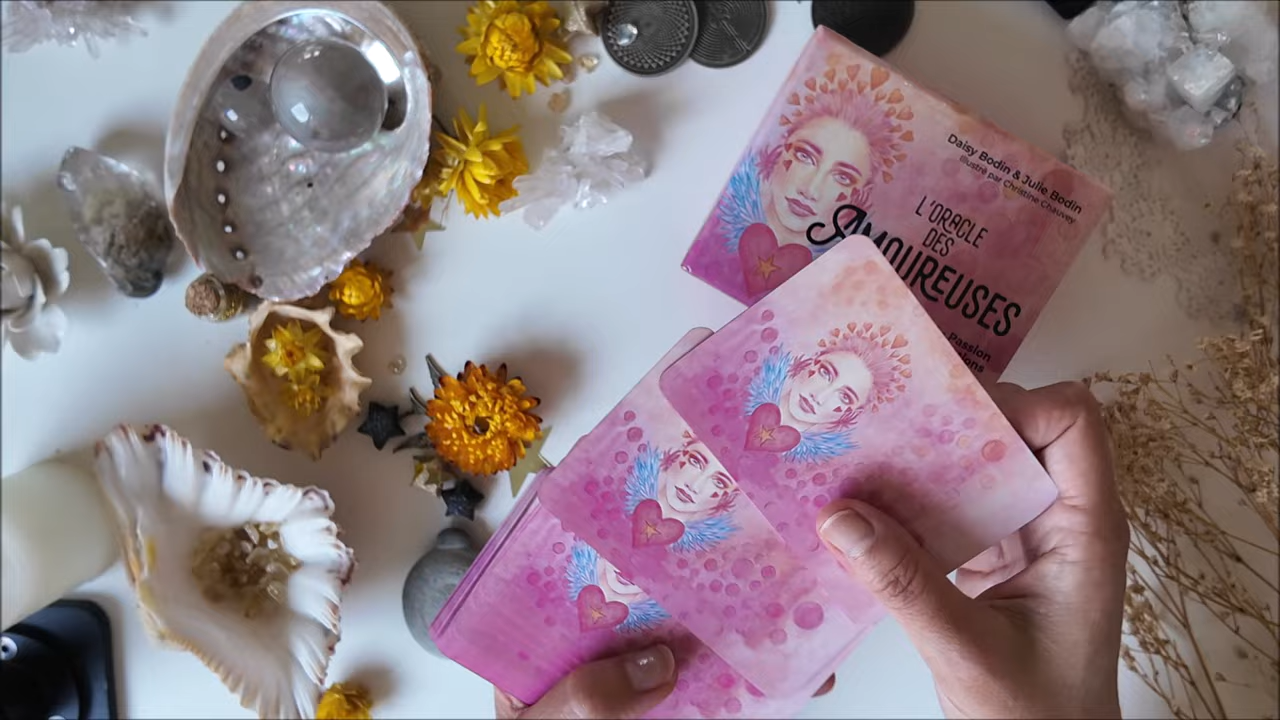 Daisy Bodin & Julie Bodin
Illustré par Christine Chauvey
L'ORACLE
DES
AMOUREUSES
Passion